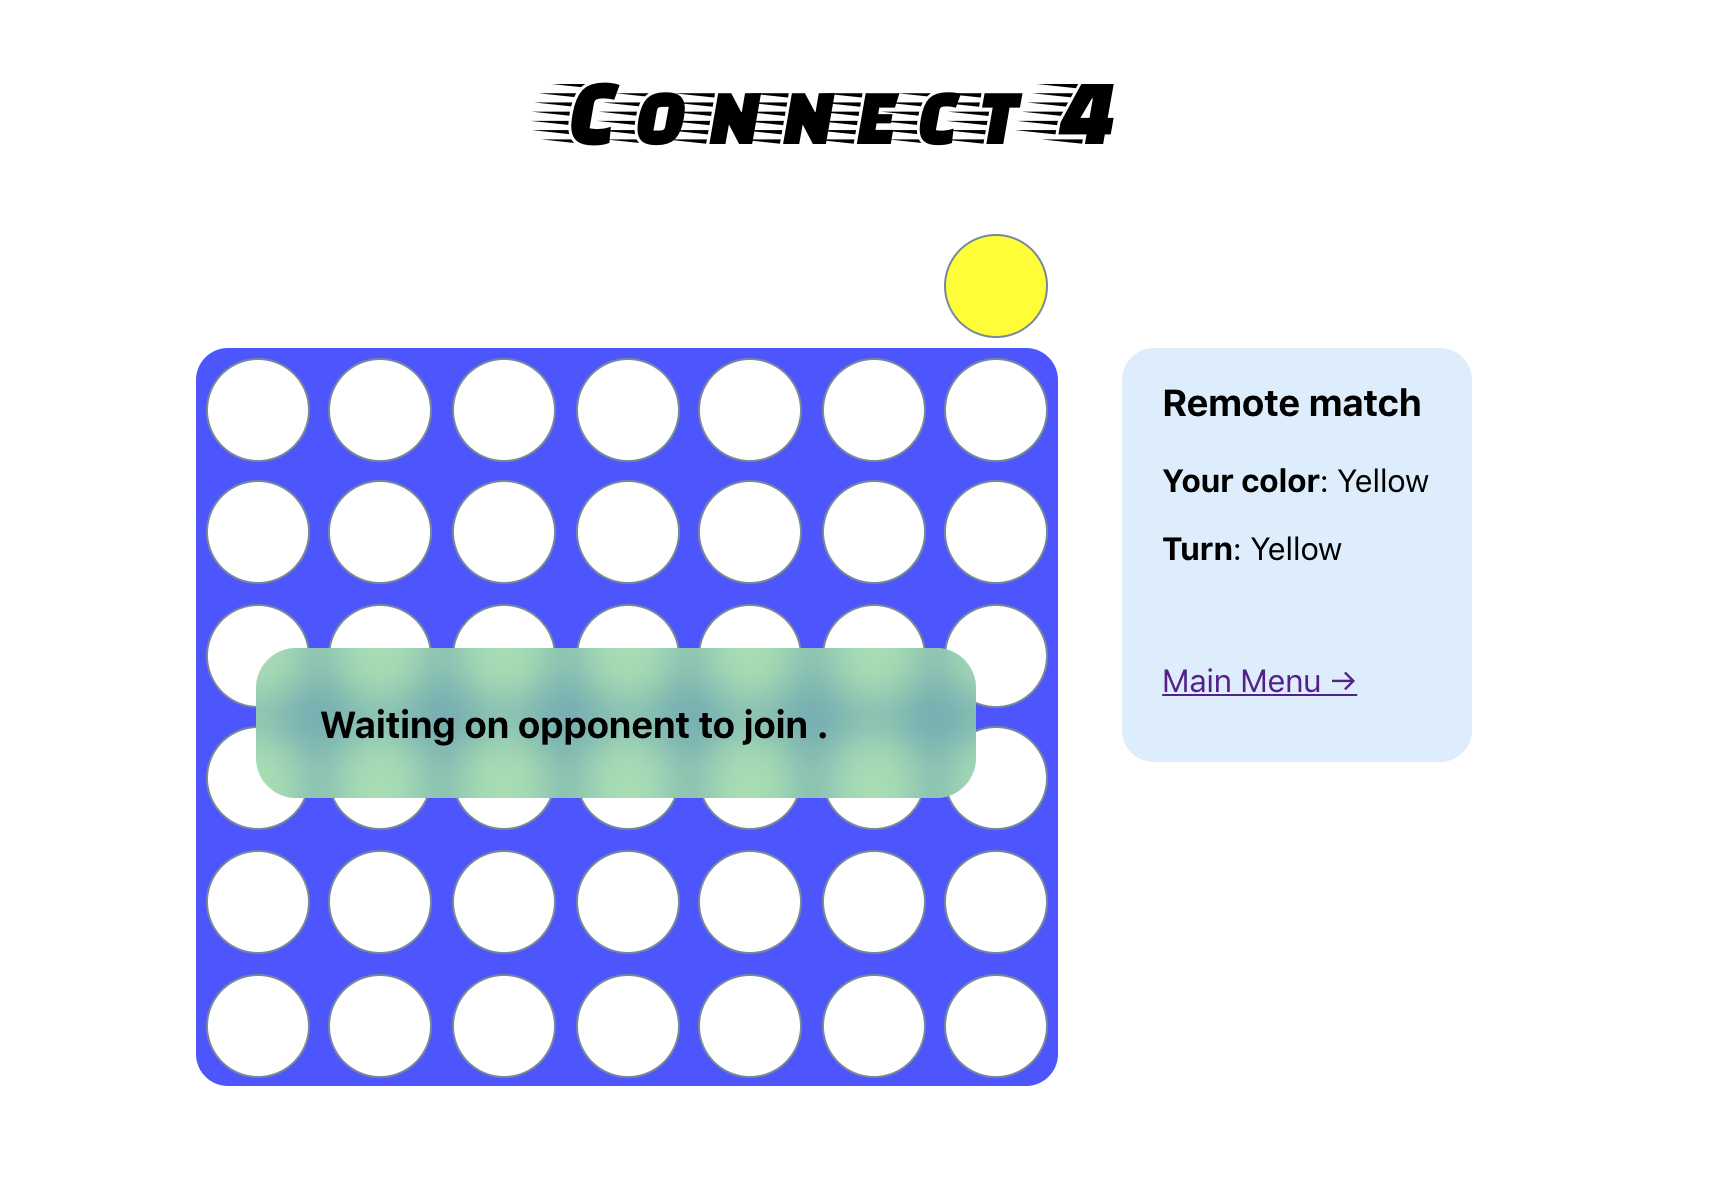 Connect 4
Remote match
Your color: Yellow
Turn: Yellow
Waiting on opponent to join .
Main Menu →